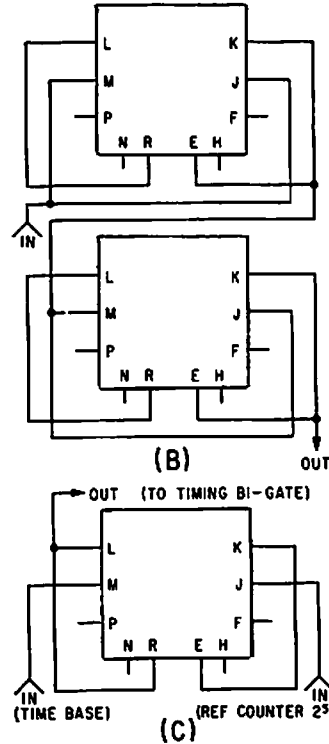 L K
M J
P F
N R E H
IN
L K
M J
P F
N R E H
(B)
OUT
OUT (TO TIMING BI-GATE)
L K
M J
P F
N R E H
IN IN
(TIME BASE) (REF COUNTER 2⁵
(C)